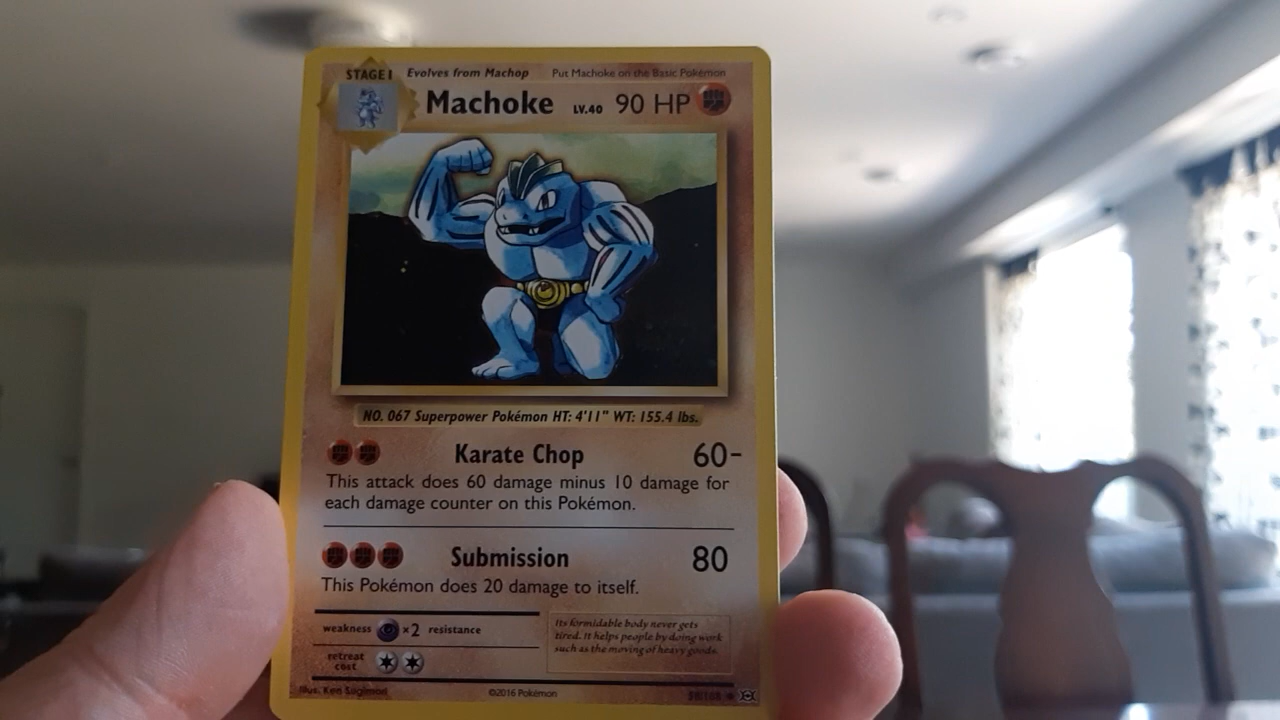 STAGE 1 Evolves from Machop Put Machoke on the Basic Pokémon
Machoke LV.40 90 HP
NO. 067 Superpower Pokémon HT: 4'11" WT: 155.4 lbs.
Karate Chop 60-
This attack does 60 damage minus 10 damage for
each damage counter on this Pokémon.
Submission 80
This Pokémon does 20 damage to itself.
weakness ×2 resistance
retreat
cost
Its formidable body never gets
tired. It helps people by doing work
such as the moving of heavy goods.
Illus. Ken Sugimori ©2016 Pokémon